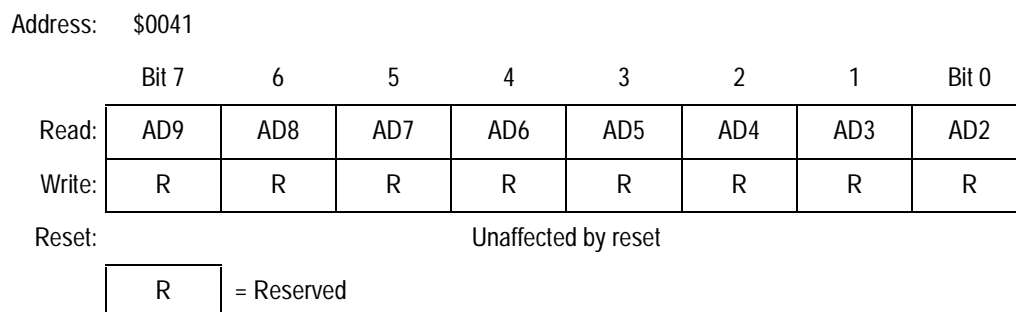 Address: $0041
Bit 7 6 5 4 3 2 1 Bit 0
Read: AD9 AD8 AD7 AD6 AD5 AD4 AD3 AD2
Write: R R R R R R R R
Reset: Unaffected by reset
R = Reserved